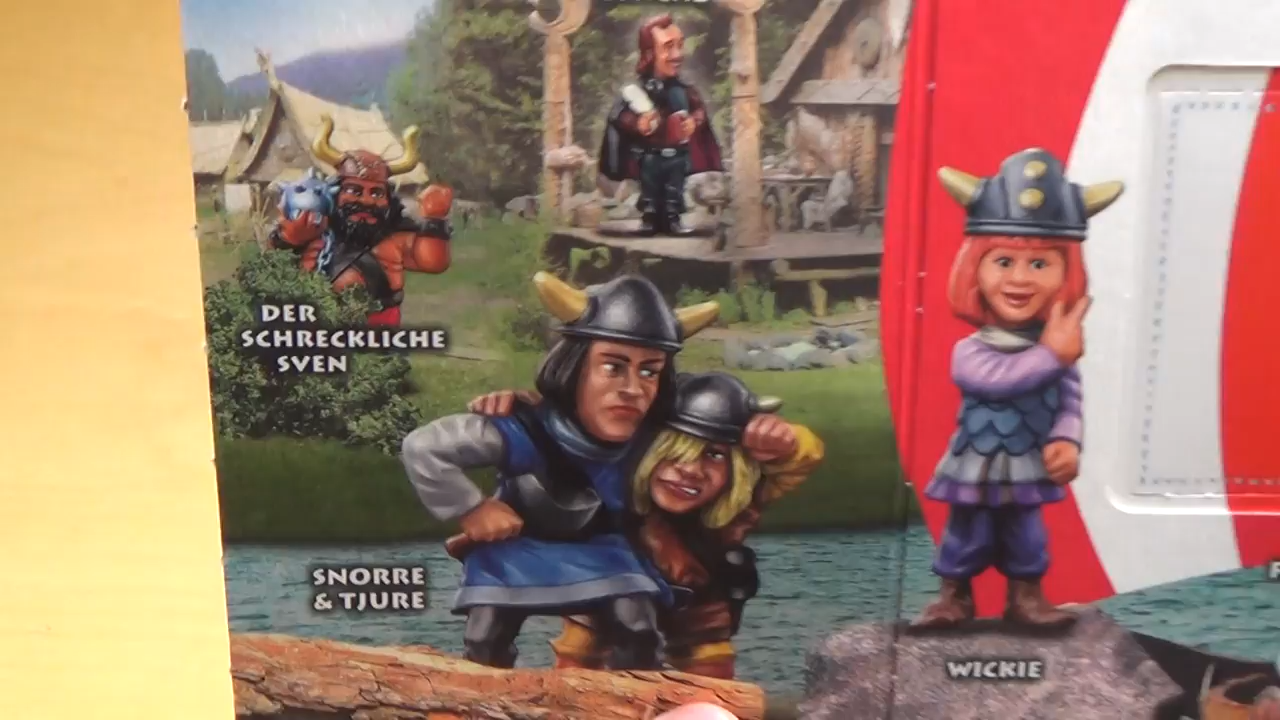 DER
SCHRECKLICHE
SVEN
SNORRE
& TJURE
WICKIE